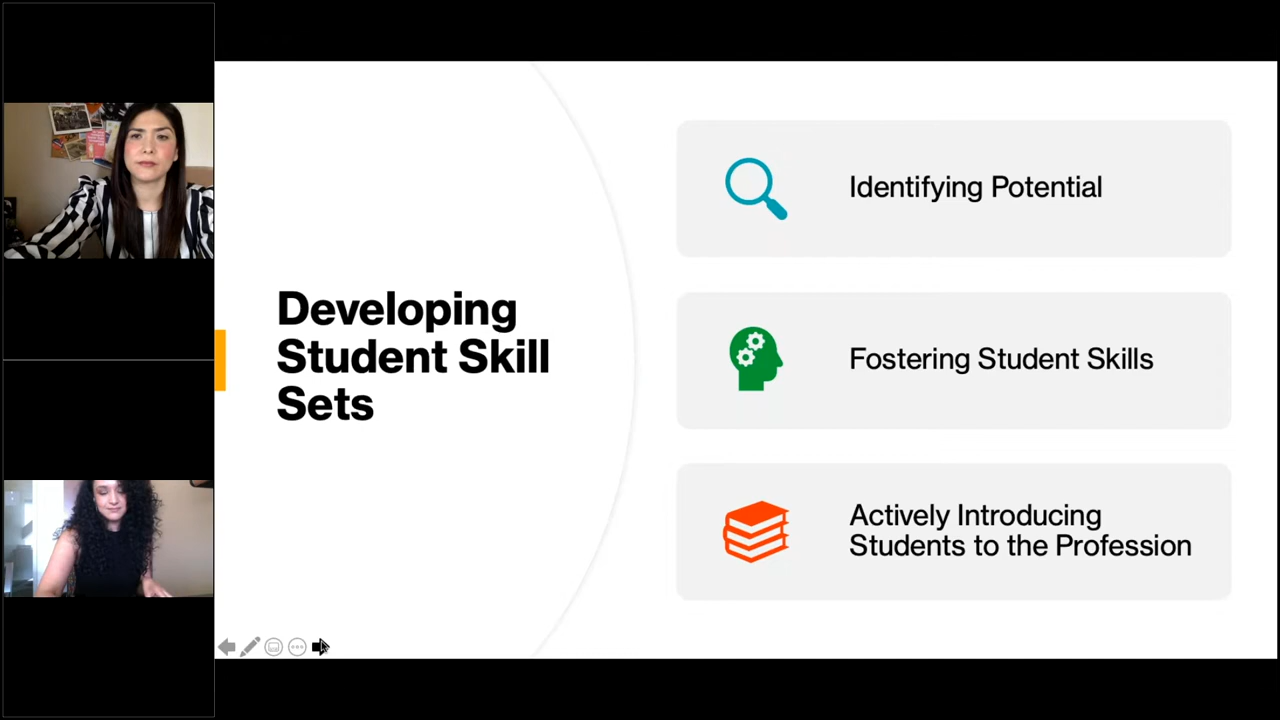 Developing
Student Skill
Sets
Identifying Potential
Fostering Student Skills
Actively Introducing
Students to the Profession